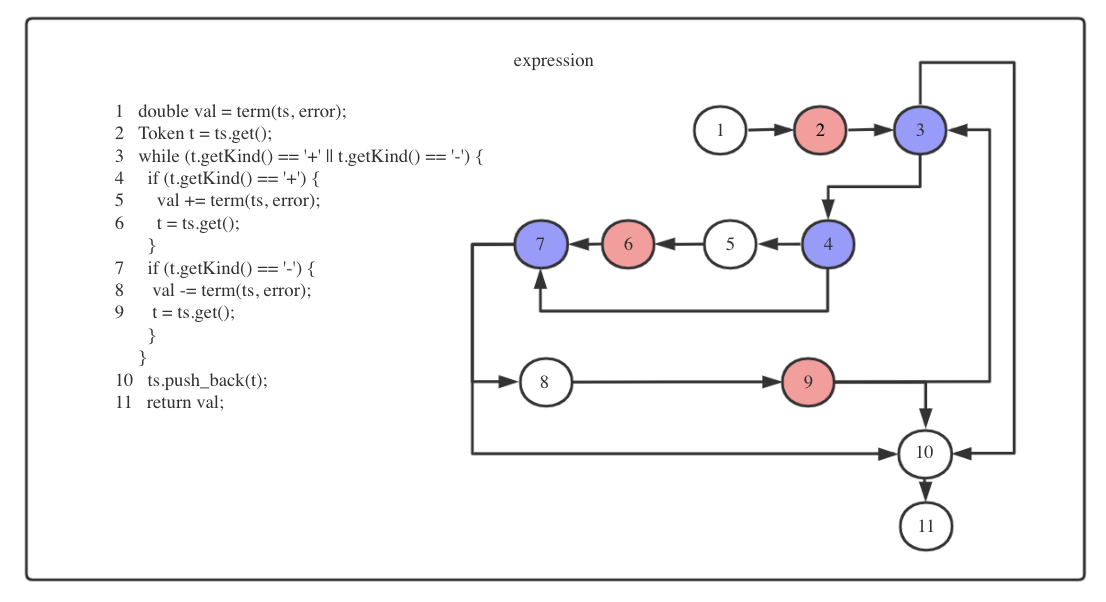 expression
1 double val = term(ts, error);
2 Token t = ts.get();
3 while (t.getKind() == '+' || t.getKind() == '-') {
4 if (t.getKind() == '+') {
5 val += term(ts, error);
6 t = ts.get();
}
7 if (t.getKind() == '-') {
8 val -= term(ts, error);
9 t = ts.get();
}
}
10 ts.push_back(t);
11 return val;
1 2 3
7 6 5 4
8 9
10
11